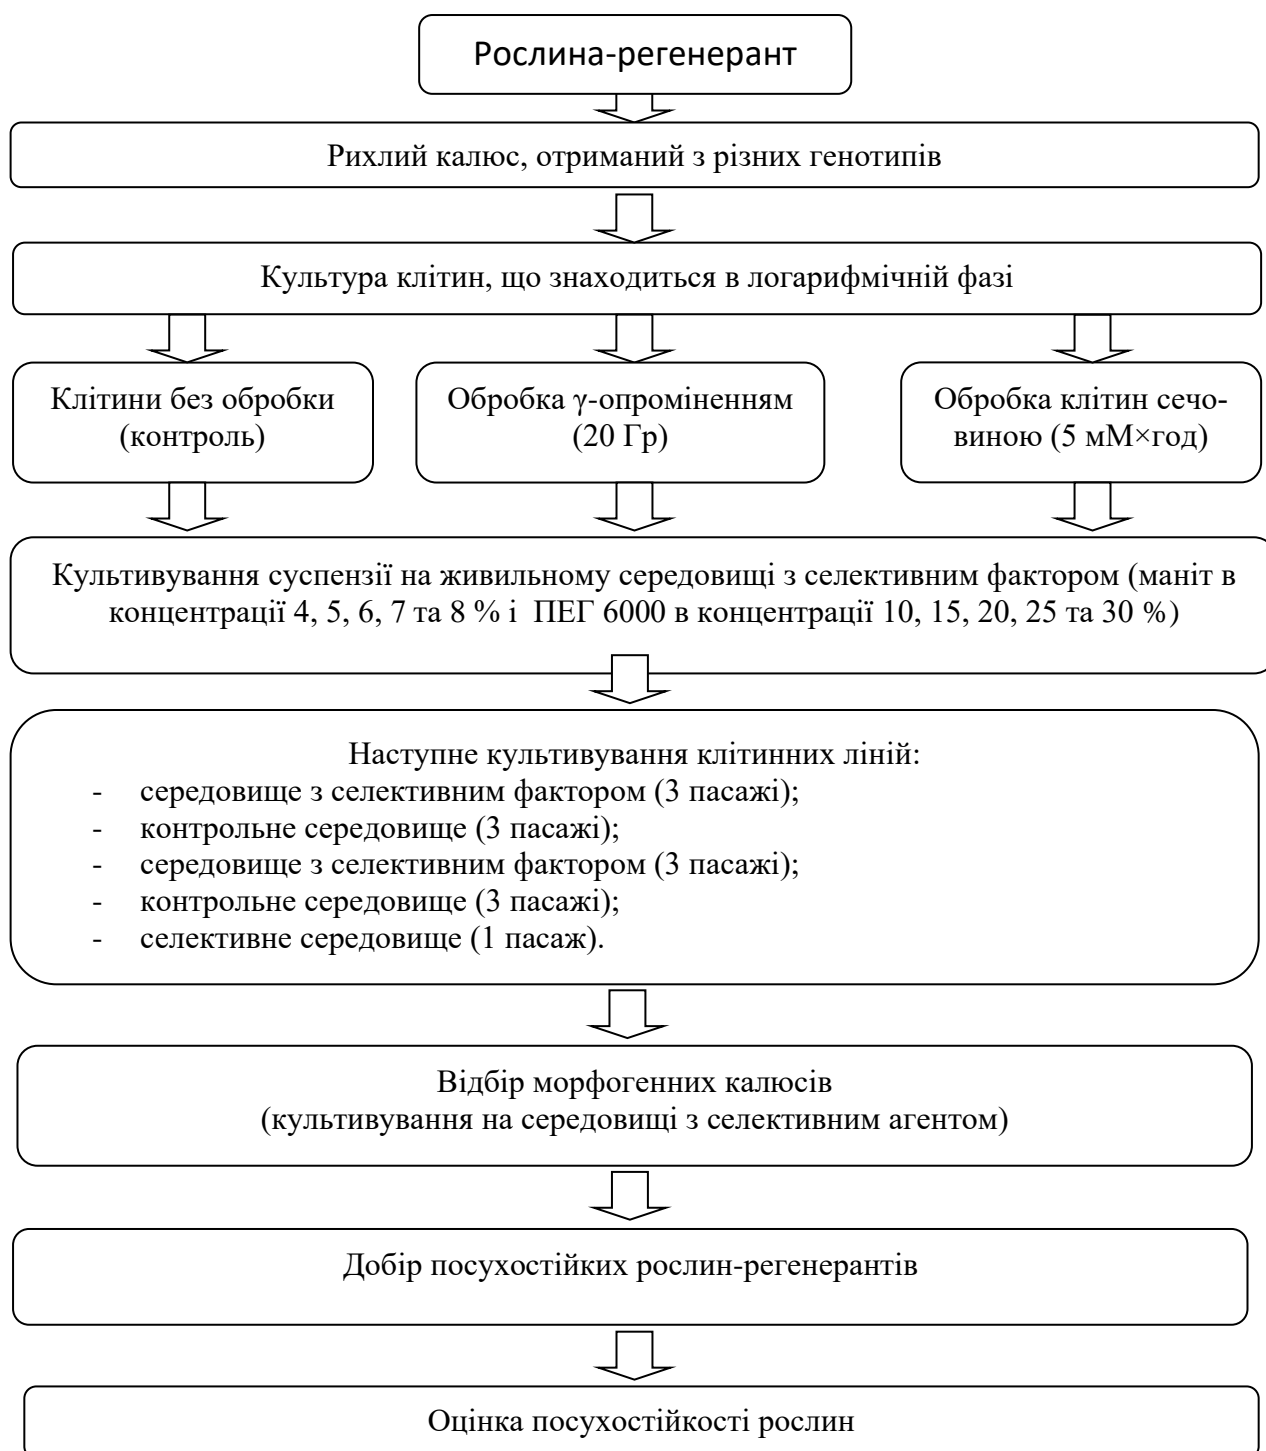 Рослина-регенерант
Рихлий калюс, отриманий з різних генотипів
Культура клітин, що знаходиться в логарифмічній фазі
Клітини без обробки
(контроль)
Обробка γ-опроміненням
(20 Гр)
Обробка клітин сечо-
виною (5 мМ×год)
Культивування суспензії на живильному середовищі з селективним фактором (маніт в
концентрації 4, 5, 6, 7 та 8 % і ПЕГ 6000 в концентрації 10, 15, 20, 25 та 30 %)
Наступне культивування клітинних ліній:
- середовище з селективним фактором (3 пасажі);
- контрольне середовище (3 пасажі);
- середовище з селективним фактором (3 пасажі);
- контрольне середовище (3 пасажі);
- селективне середовище (1 пасаж).
Відбір морфогенних калюсів
(культивування на середовищі з селективним агентом)
Добір посухостійких рослин-регенерантів
Оцінка посухостійкості рослин